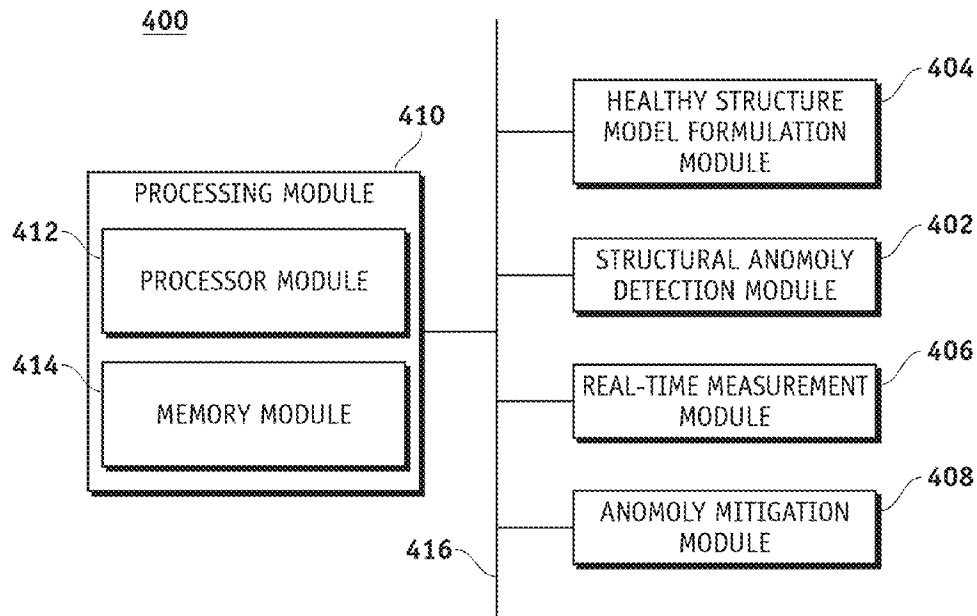 400
410
PROCESSING MODULE
412
PROCESSOR MODULE
414
MEMORY MODULE
416
404
HEALTHY STRUCTURE
MODEL FORMULATION
MODULE
402
STRUCTURAL ANOMOLY
DETECTION MODULE
406
REAL-TIME MEASUREMENT
MODULE
408
ANOMOLY MITIGATION
MODULE